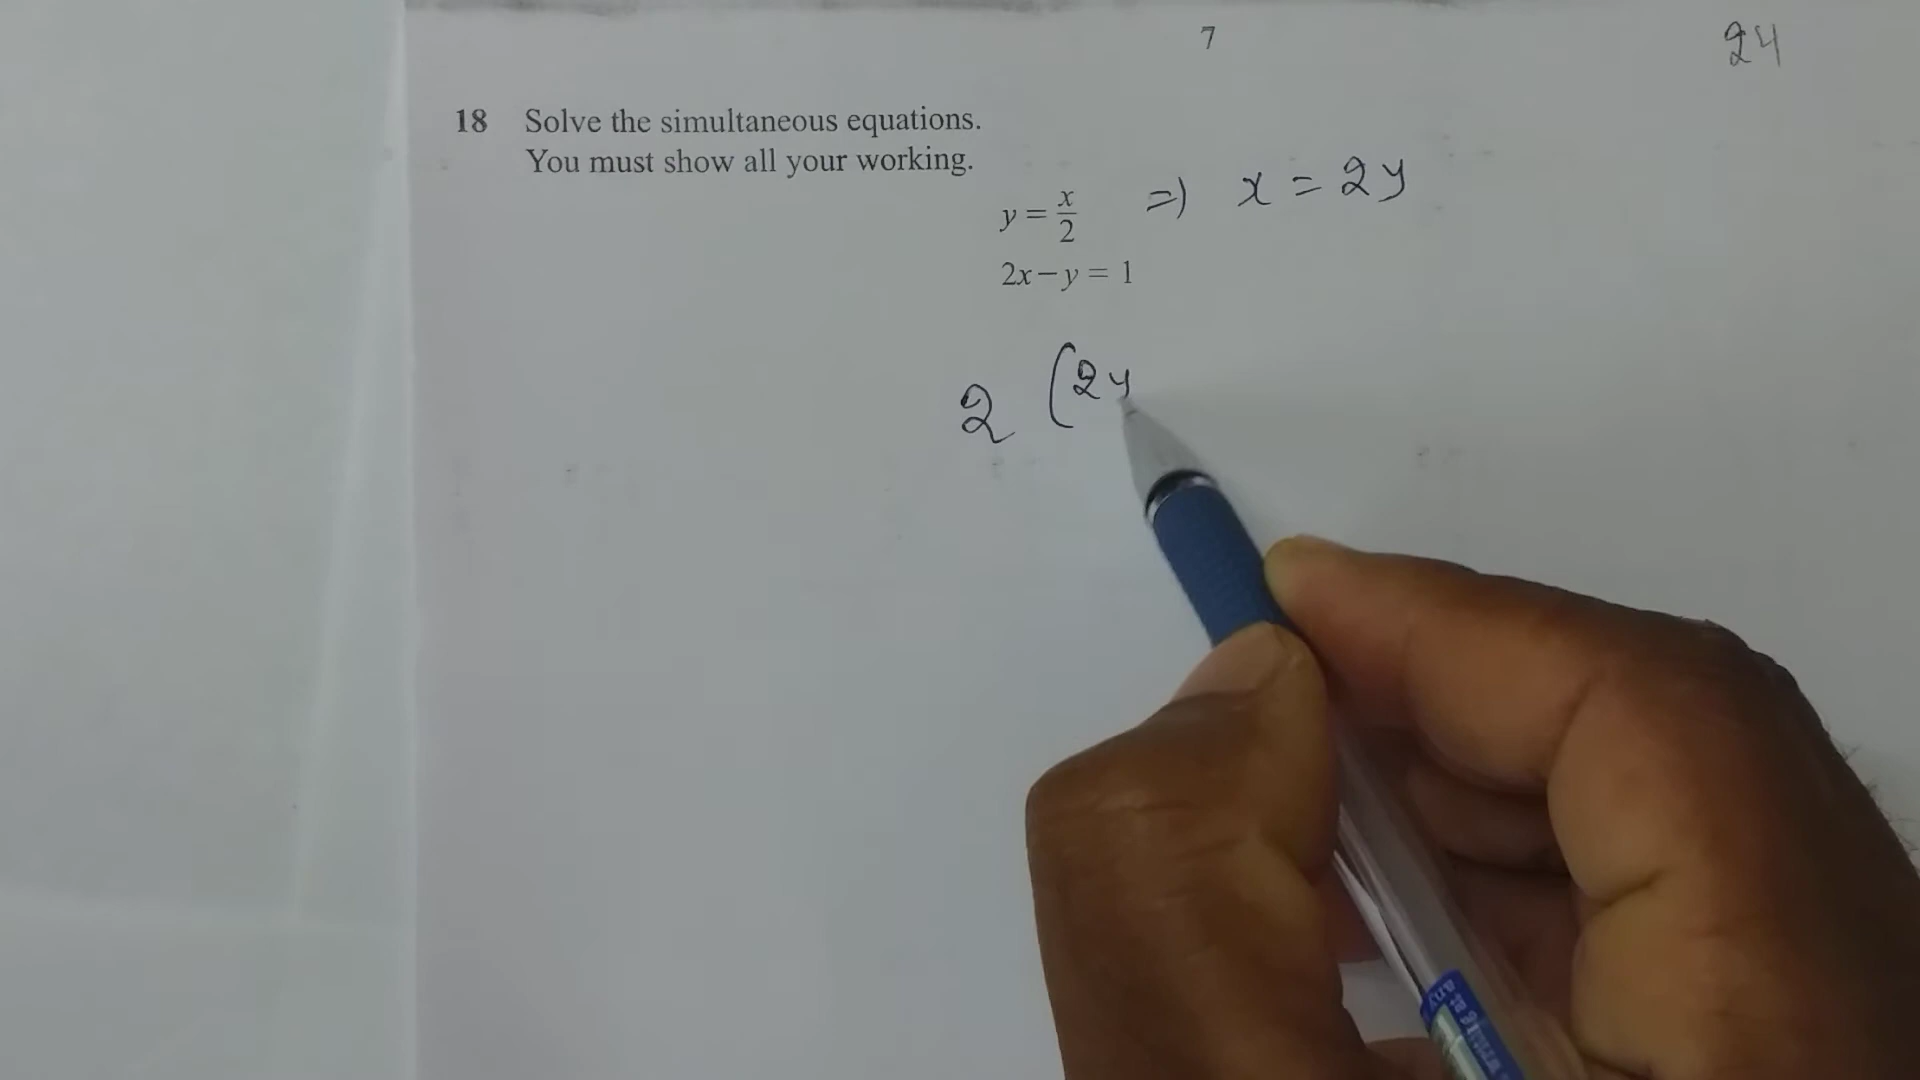 7
24
18 Solve the simultaneous equations.
You must show all your working.
y = x/2 => x = 2y
2x − y = 1
2 (2y